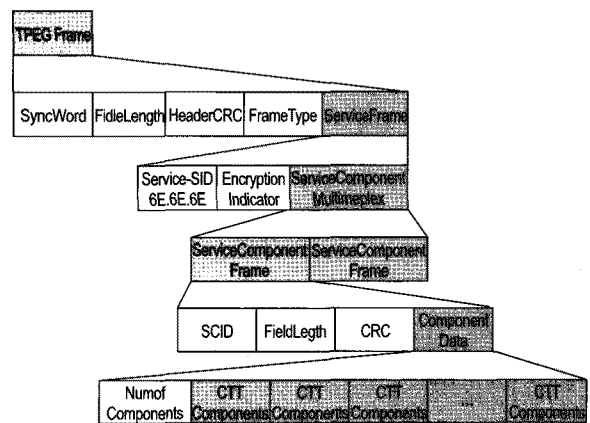 TPEG Frame
SyncWord FidleLength HeaderCRC FrameType ServiceFrame
Service-SID 6E.6E.6E Encryption Indicator ServiceComponent Multimeplex
ServiceComponent Frame ServiceComponent Frame
SCID FieldLegth CRC Component Data
Numof Components CTT Components CTT Components CTT Components ... CTT Components